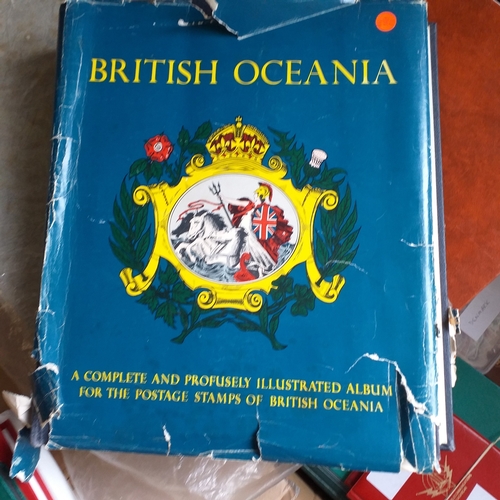 BRITISH OCEANIA
A COMPLETE AND PROFUSELY ILLUSTRATED ALBUM
FOR THE POSTAGE STAMPS OF BRITISH OCEANIA